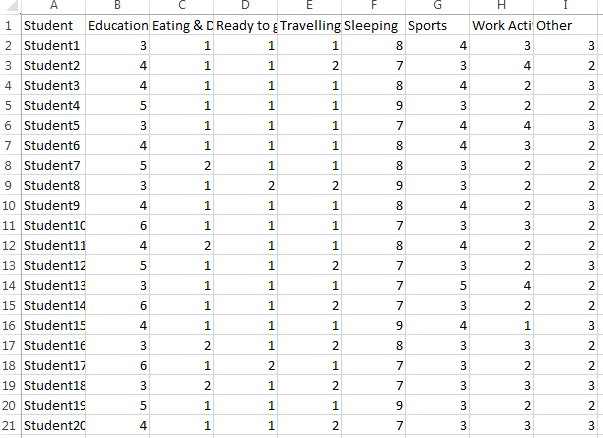 A B C D E F G H I
1 Student Education Eating & D Ready to g Travelling Sleeping Sports Work Acti Other
2 Student1 3 1 1 1 8 4 3 3
3 Student2 4 1 1 2 7 3 4 2
4 Student3 4 1 1 1 8 4 2 3
5 Student4 5 1 1 1 9 3 2 2
6 Student5 3 1 1 1 7 4 4 3
7 Student6 4 1 1 1 8 4 3 2
8 Student7 5 2 1 1 8 3 2 2
9 Student8 3 1 2 2 9 3 2 2
10 Student9 4 1 1 1 8 4 2 3
11 Student10 6 1 1 1 7 3 3 2
12 Student11 4 2 1 1 8 4 2 2
13 Student12 5 1 1 2 7 3 2 3
14 Student13 3 1 1 1 7 5 4 2
15 Student14 6 1 1 2 7 3 2 2
16 Student15 4 1 1 1 9 4 1 3
17 Student16 3 2 1 2 8 3 3 2
18 Student17 6 1 2 1 7 3 2 2
19 Student18 3 2 1 2 7 3 3 3
20 Student19 5 1 1 1 9 3 2 2
21 Student20 4 1 1 2 7 3 3 3